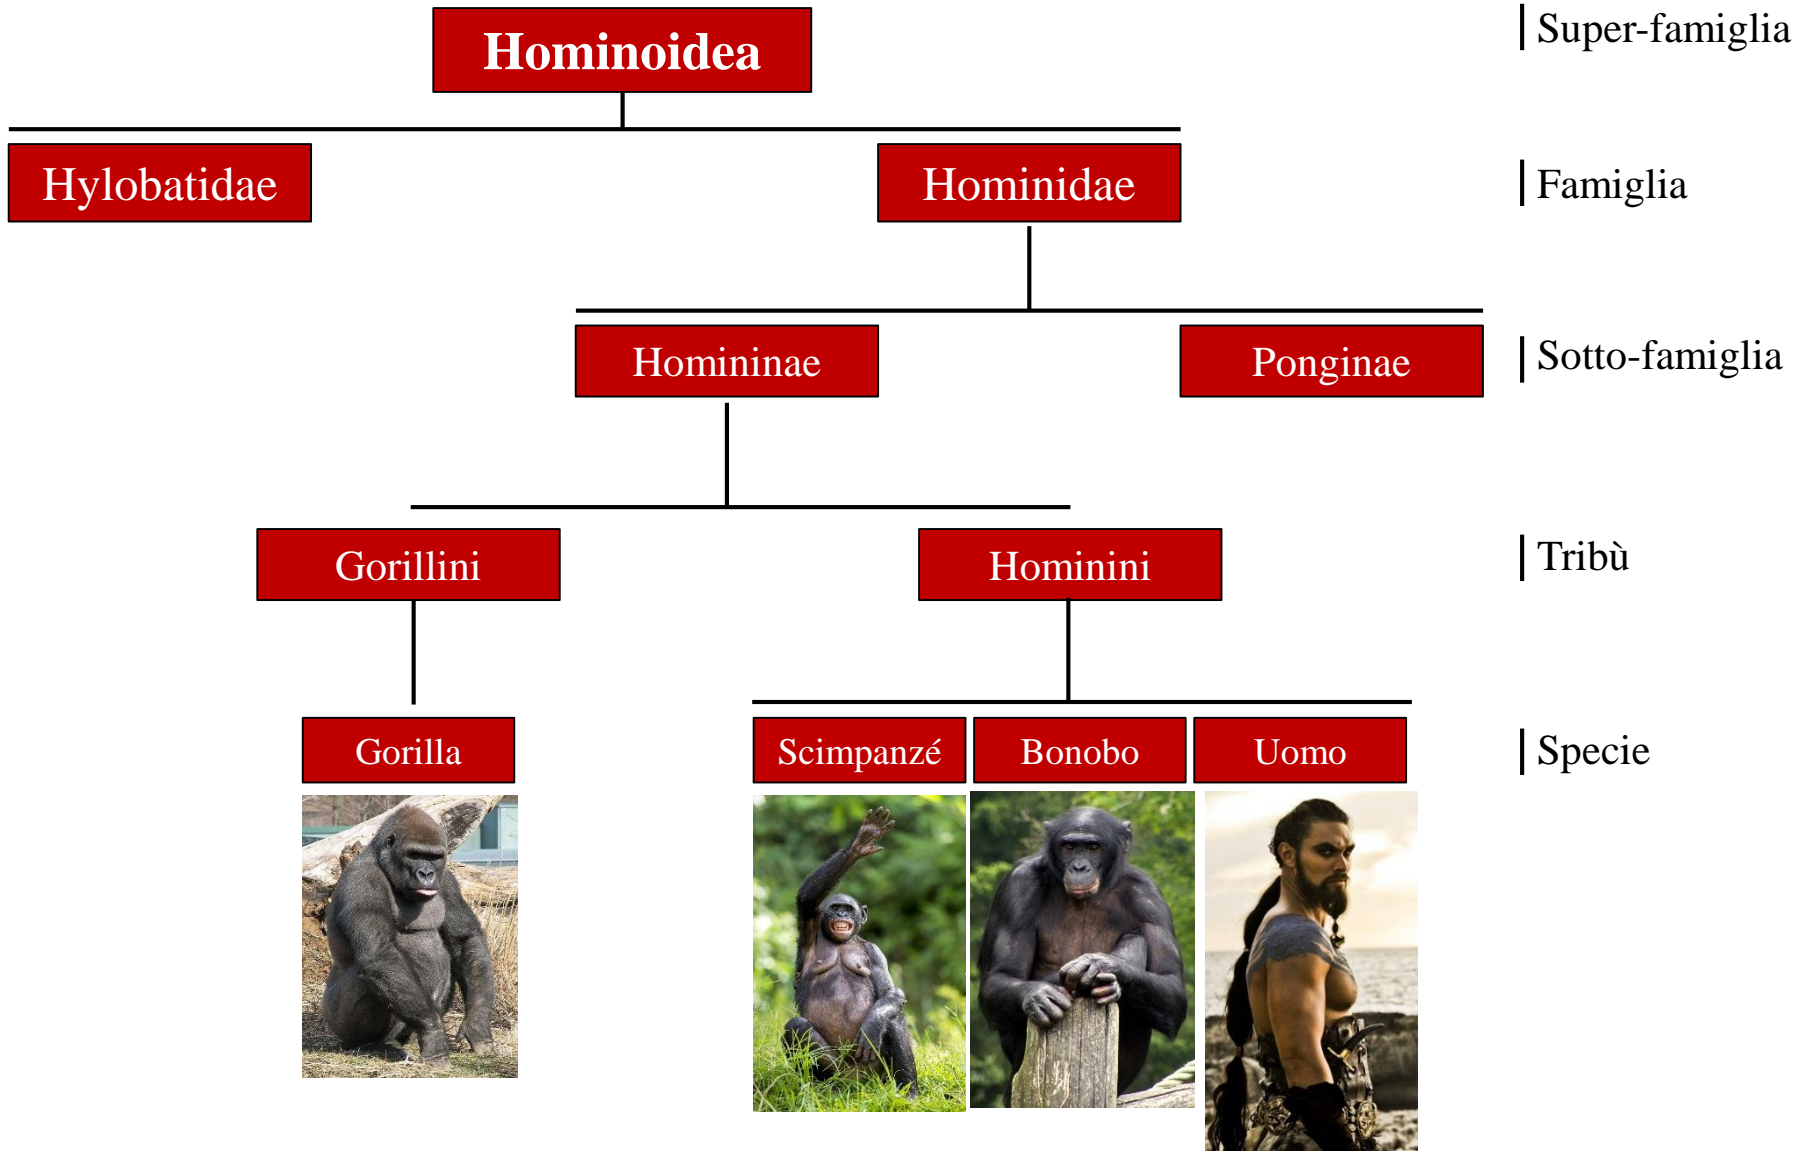 Hominoidea
Super-famiglia
Hylobatidae
Hominidae
Famiglia
Homininae
Ponginae
Sotto-famiglia
Gorillini
Hominini
Tribù
Gorilla
Scimpanzé
Bonobo
Uomo
Specie